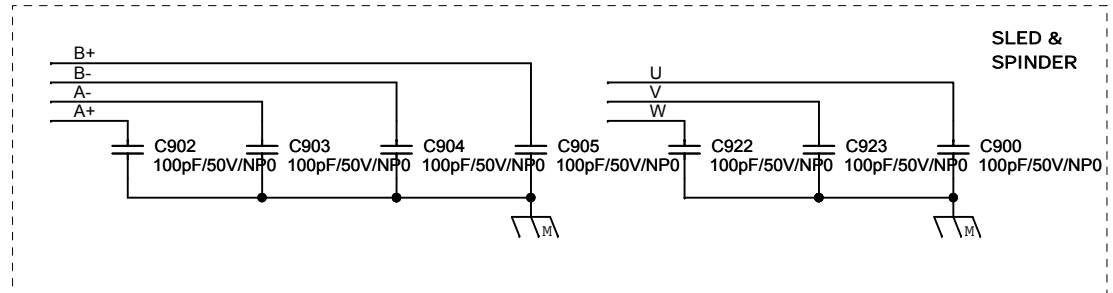 SLED &
SPINDER
B+
B-
A-
A+
U
V
W
C902
100pF/50V/NP0
C903
100pF/50V/NP0
C904
100pF/50V/NP0
C905
100pF/50V/NP0
C922
100pF/50V/NP0
C923
100pF/50V/NP0
C900
100pF/50V/NP0
M
M